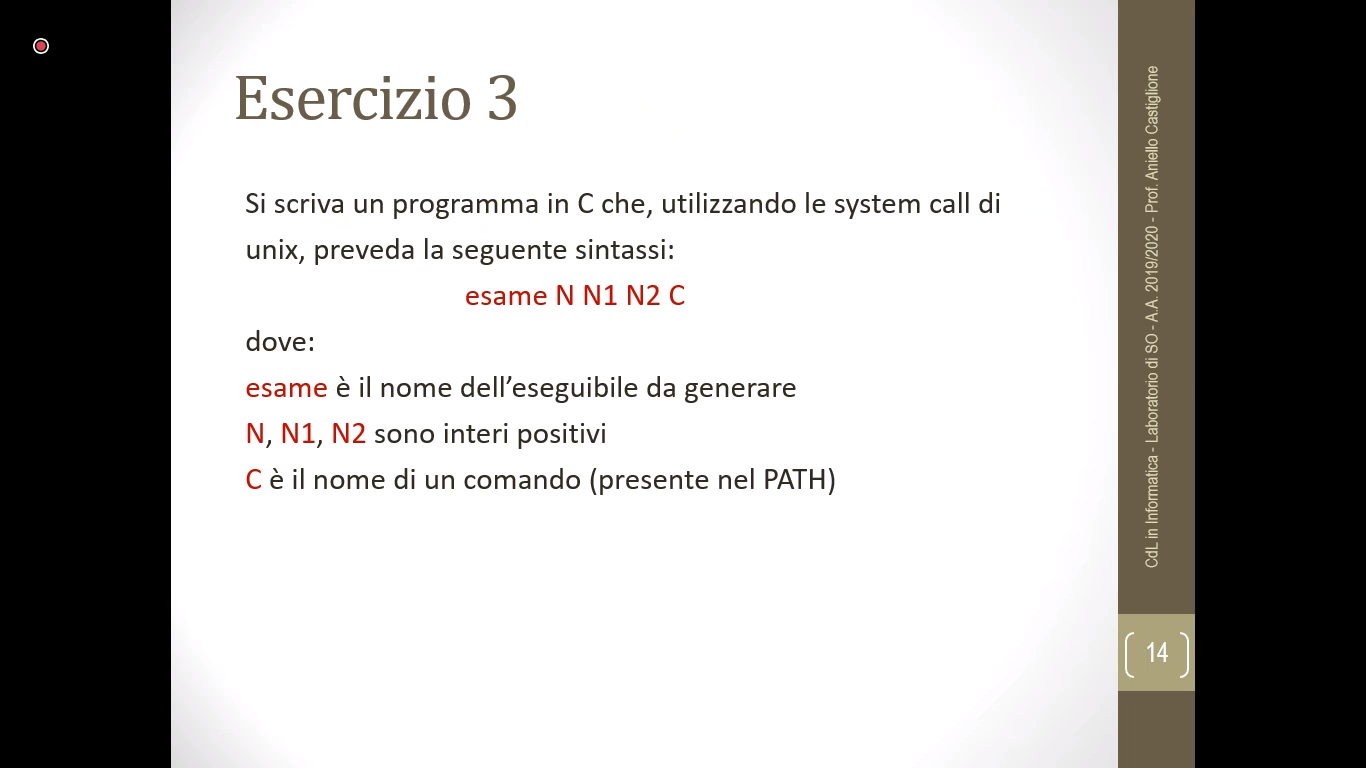 Esercizio 3
Si scriva un programma in C che, utilizzando le system call di
unix, preveda la seguente sintassi:
esame N N1 N2 C
dove:
esame è il nome dell’eseguibile da generare
N, N1, N2 sono interi positivi
C è il nome di un comando (presente nel PATH)
CdL in Informatica - Laboratorio di SO - A.A. 2019/2020 - Prof. Aniello Castiglione
14